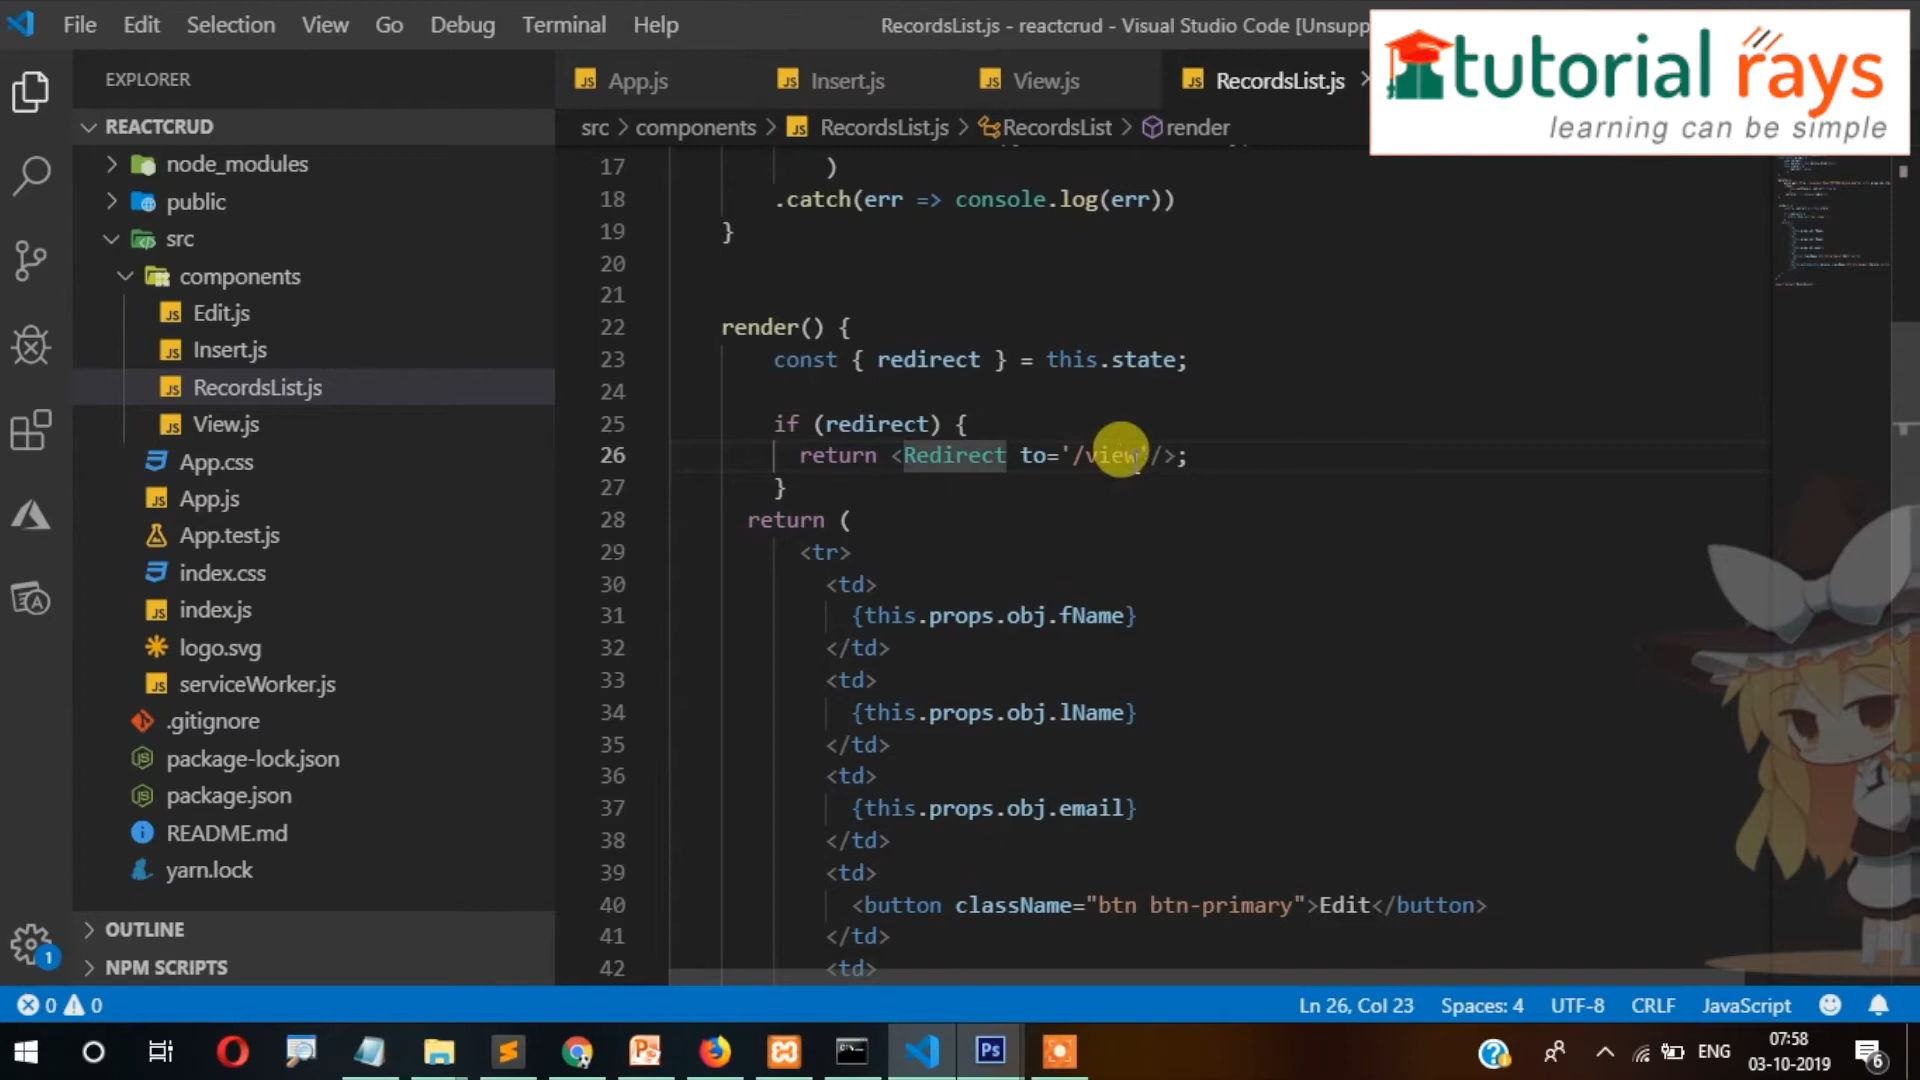 File Edit Selection View Go Debug Terminal Help
RecordsList.js - reactcrud - Visual Studio Code [Unsupp
tutorial rays
learning can be simple
EXPLORER
App.js Insert.js View.js RecordsList.js
REACTCRUD
src > components > RecordsList.js > RecordsList > render
node_modules
public
src
components
Edit.js
Insert.js
RecordsList.js
View.js
App.css
App.js
App.test.js
index.css
index.js
logo.svg
serviceWorker.js
.gitignore
package-lock.json
package.json
README.md
yarn.lock
OUTLINE
NPM SCRIPTS
17 )
18 .catch(err => console.log(err))
19 }
20
21
22 render() {
23 const { redirect } = this.state;
24
25 if (redirect) {
26 return <Redirect to='/view'/>;
27 }
28 return (
29 <tr>
30 <td>
31 {this.props.obj.fName}
32 </td>
33 <td>
34 {this.props.obj.lName}
35 </td>
36 <td>
37 {this.props.obj.email}
38 </td>
39 <td>
40 <button className="btn btn-primary">Edit</button>
41 </td>
42 <td>
1
0 0
Ln 26, Col 23 Spaces: 4 UTF-8 CRLF JavaScript
Ps
ENG
07:58
03-10-2019
6